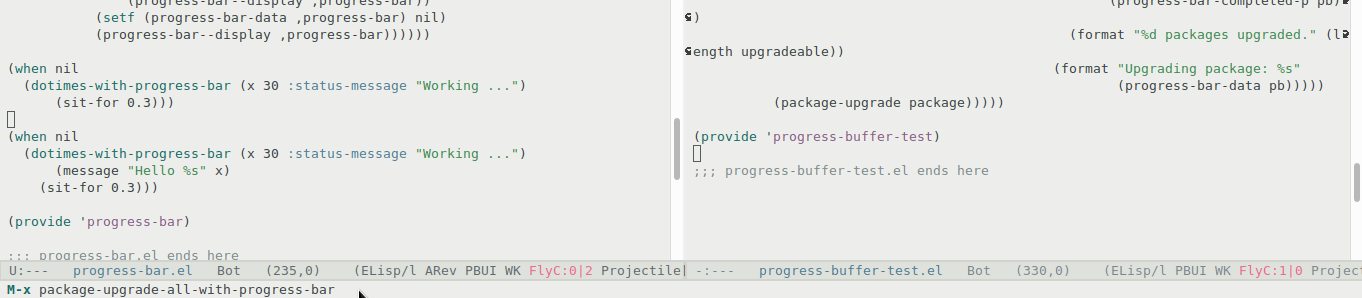 (progress-bar--display ,progress-bar))
(setf (progress-bar-data ,progress-bar) nil)
(progress-bar--display ,progress-bar))))))
(when nil
(dotimes-with-progress-bar (x 30 :status-message "Working ...")
(sit-for 0.3)))
(when nil
(dotimes-with-progress-bar (x 30 :status-message "Working ...")
(message "Hello %s" x)
(sit-for 0.3)))
(provide 'progress-bar)
;;; progress-bar.el ends here
U:--- progress-bar.el Bot (235,0) (ELisp/l ARev PBUI WK FlyC:0|2 Projectile|
(progress-bar-completed-p pb)
)
(format "%d packages upgraded." (l
ength upgradeable))
(format "Upgrading package: %s"
(progress-bar-data pb)))))
(package-upgrade package)))))
(provide 'progress-buffer-test)
;;; progress-buffer-test.el ends here
-:--- progress-buffer-test.el Bot (330,0) (ELisp/l PBUI WK FlyC:1|0 Project
M-x package-upgrade-all-with-progress-bar